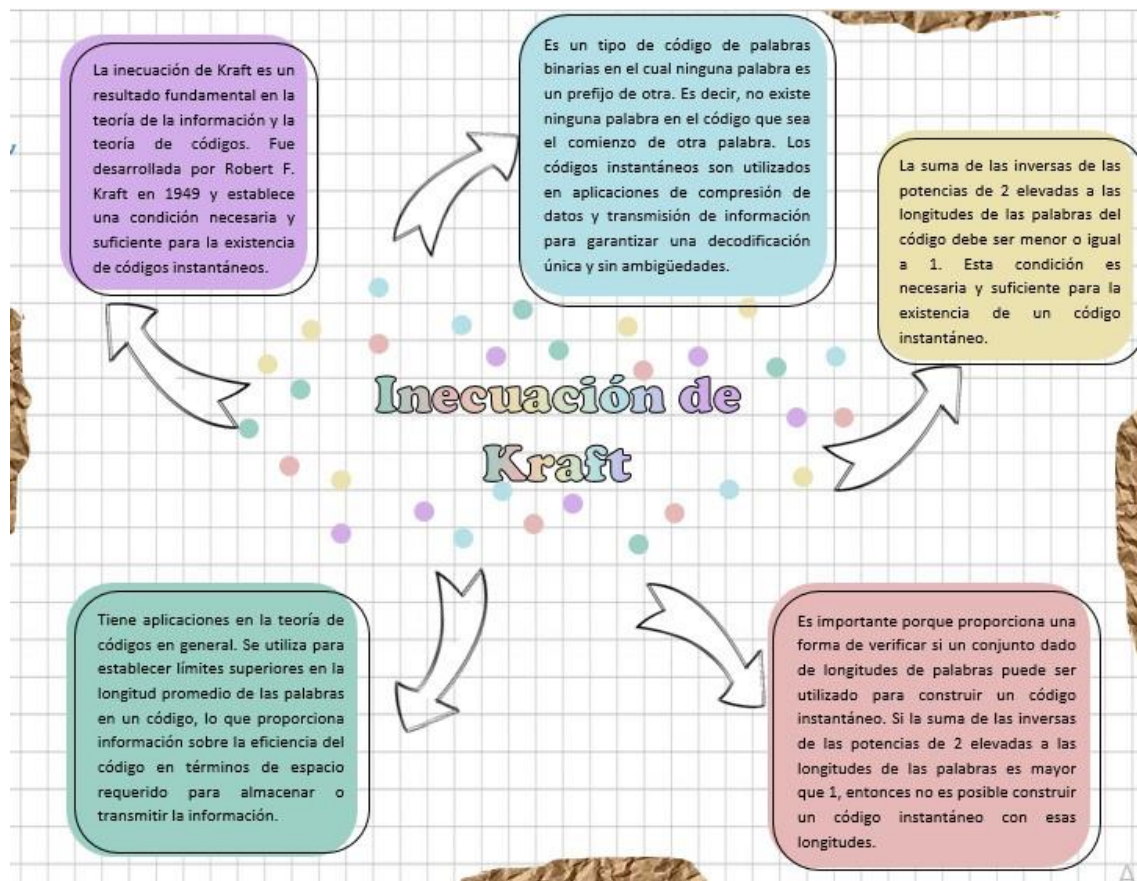 La inecuación de Kraft es un
resultado fundamental en la
teoría de la información y la
teoría de códigos. Fue
desarrollada por Robert F.
Kraft en 1949 y establece
una condición necesaria y
suficiente para la existencia
de códigos instantáneos.
Es un tipo de código de palabras
binarias en el cual ninguna palabra es
un prefijo de otra. Es decir, no existe
ninguna palabra en el código que sea
el comienzo de otra palabra. Los
códigos instantáneos son utilizados
en aplicaciones de compresión de
datos y transmisión de información
para garantizar una decodificación
única y sin ambigüedades.
La suma de las inversas de las
potencias de 2 elevadas a las
longitudes de las palabras del
código debe ser menor o igual
a 1. Esta condición es
necesaria y suficiente para la
existencia de un código
instantáneo.
Inecuación de
Kraft
Tiene aplicaciones en la teoría de
códigos en general. Se utiliza para
establecer límites superiores en la
longitud promedio de las palabras
en un código, lo que proporciona
información sobre la eficiencia del
código en términos de espacio
requerido para almacenar o
transmitir la información.
Es importante porque proporciona una
forma de verificar si un conjunto dado
de longitudes de palabras puede ser
utilizado para construir un código
instantáneo. Si la suma de las inversas
de las potencias de 2 elevadas a las
longitudes de las palabras es mayor
que 1, entonces no es posible construir
un código instantáneo con esas
longitudes.
A